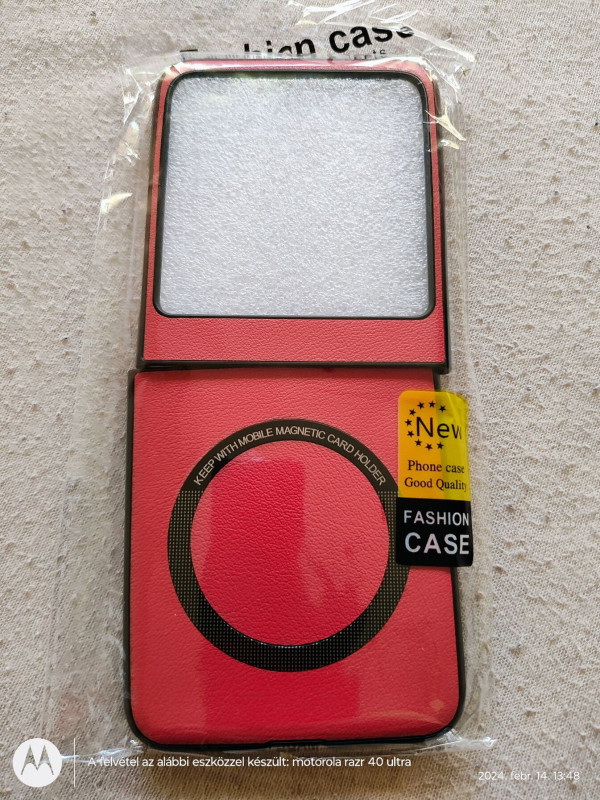 case
KEEP WITH MOBILE MAGNETIC CARD HOLDER
New
Phone case
Good Quality
FASHION
CASE
A felvétel az alábbi eszközzel készült: motorola razr 40 ultra
2024. febr. 14. 13:48